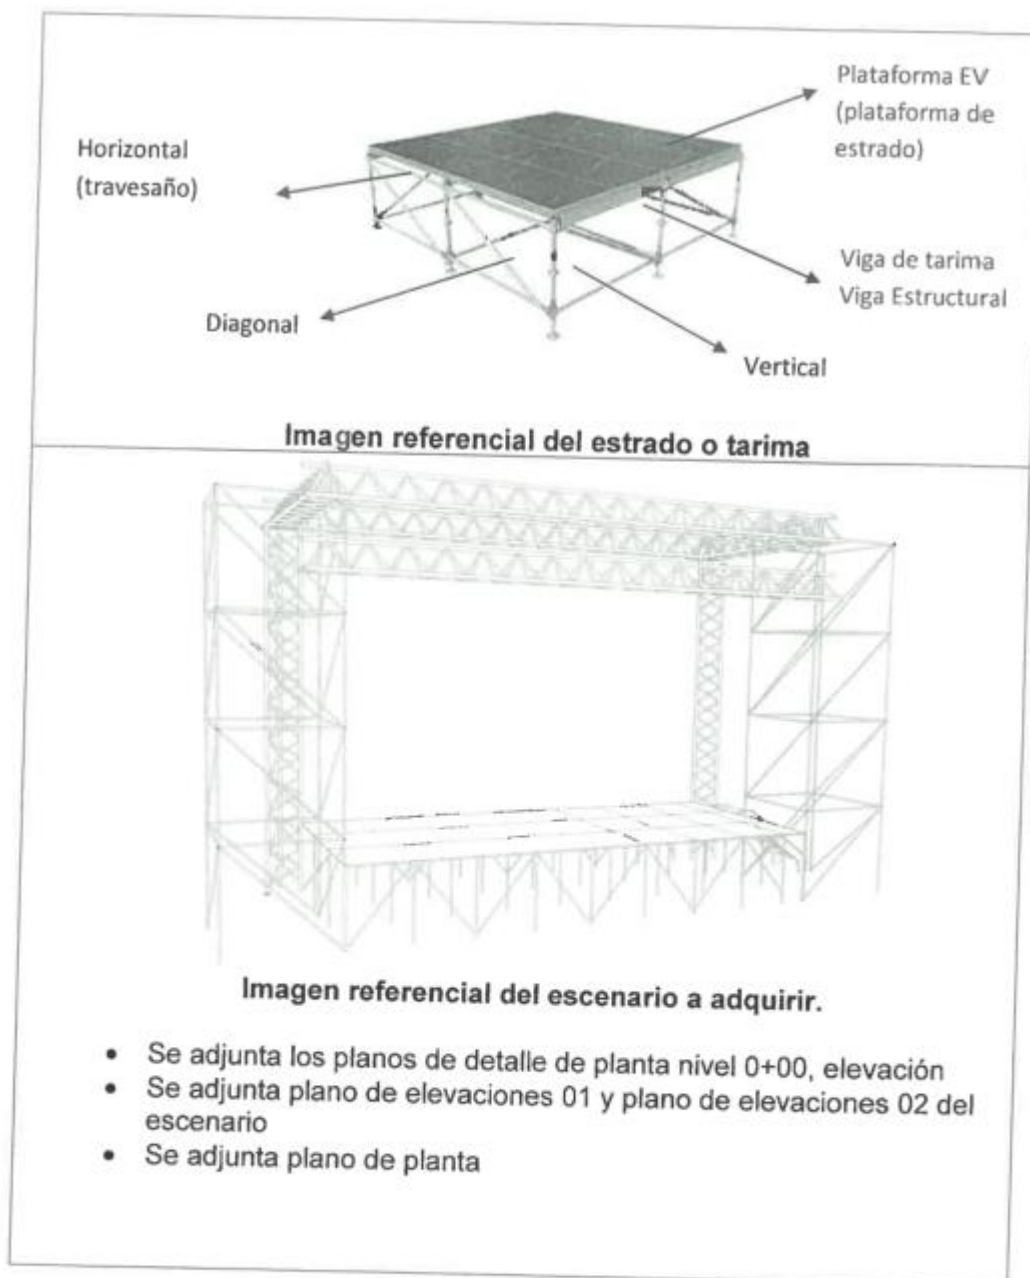 Plataforma EV
(plataforma de
estrado)
Horizontal
(travesaño)
Viga de tarima
Viga Estructural
Diagonal
Vertical
Imagen referencial del estrado o tarima
Imagen referencial del escenario a adquirir.
• Se adjunta los planos de detalle de planta nivel 0+00, elevación
• Se adjunta plano de elevaciones 01 y plano de elevaciones 02 del
escenario
• Se adjunta plano de planta